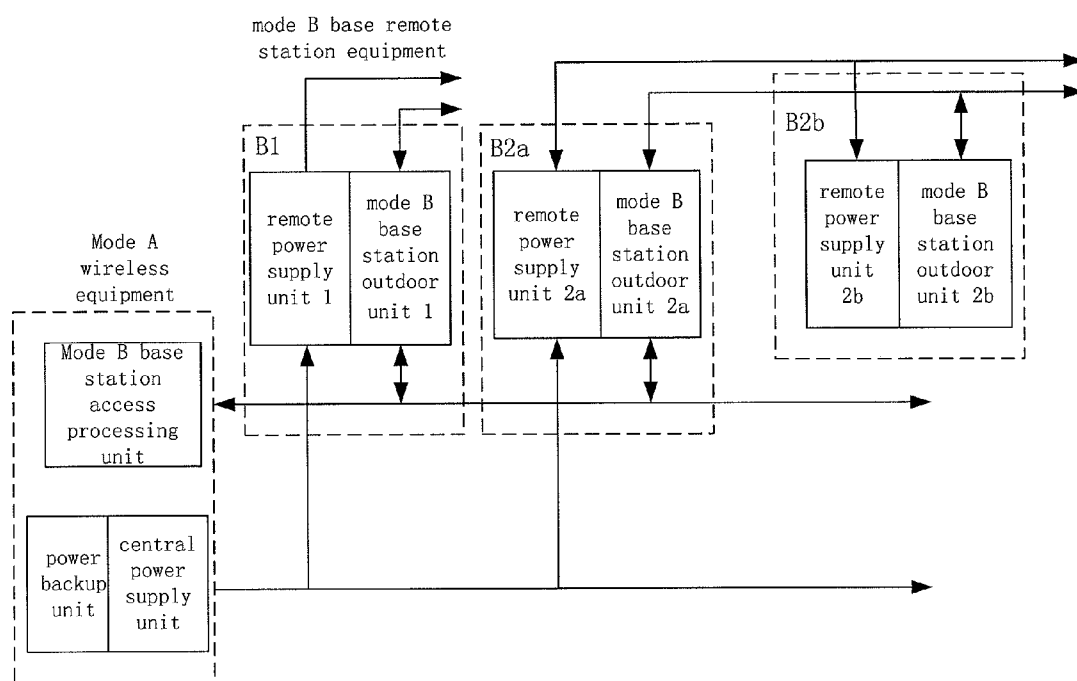 mode B base remote
station equipment
B1
remote
power
supply
unit 1
mode B
base
station
outdoor
unit 1
B2a
remote
power
supply
unit 2a
mode B
base
station
outdoor
unit 2a
B2b
remote
power
supply
unit
2b
mode B
base
station
outdoor
unit 2b
Mode A
wireless
equipment
Mode B base
station
access
processing
unit
power
backup
unit
central
power
supply
unit